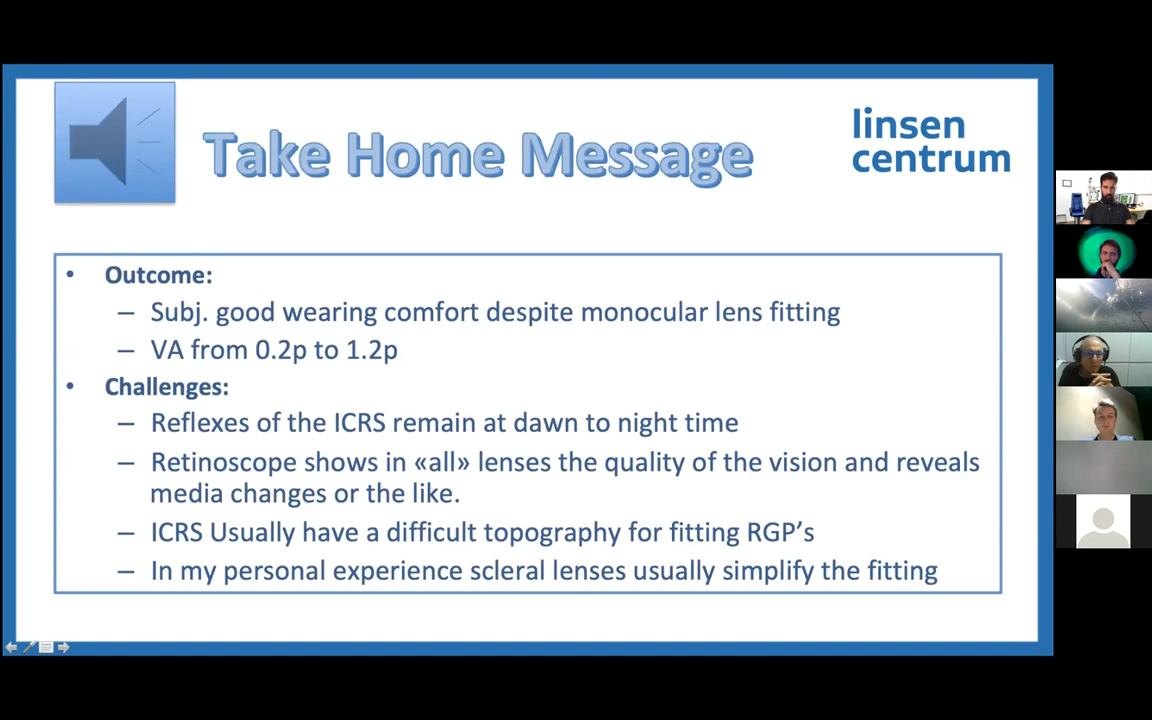 Take Home Message
linsen
centrum
• Outcome:
– Subj. good wearing comfort despite monocular lens fitting
– VA from 0.2p to 1.2p
• Challenges:
– Reflexes of the ICRS remain at dawn to night time
– Retinoscope shows in «all» lenses the quality of the vision and reveals
media changes or the like.
– ICRS Usually have a difficult topography for fitting RGP’s
– In my personal experience scleral lenses usually simplify the fitting